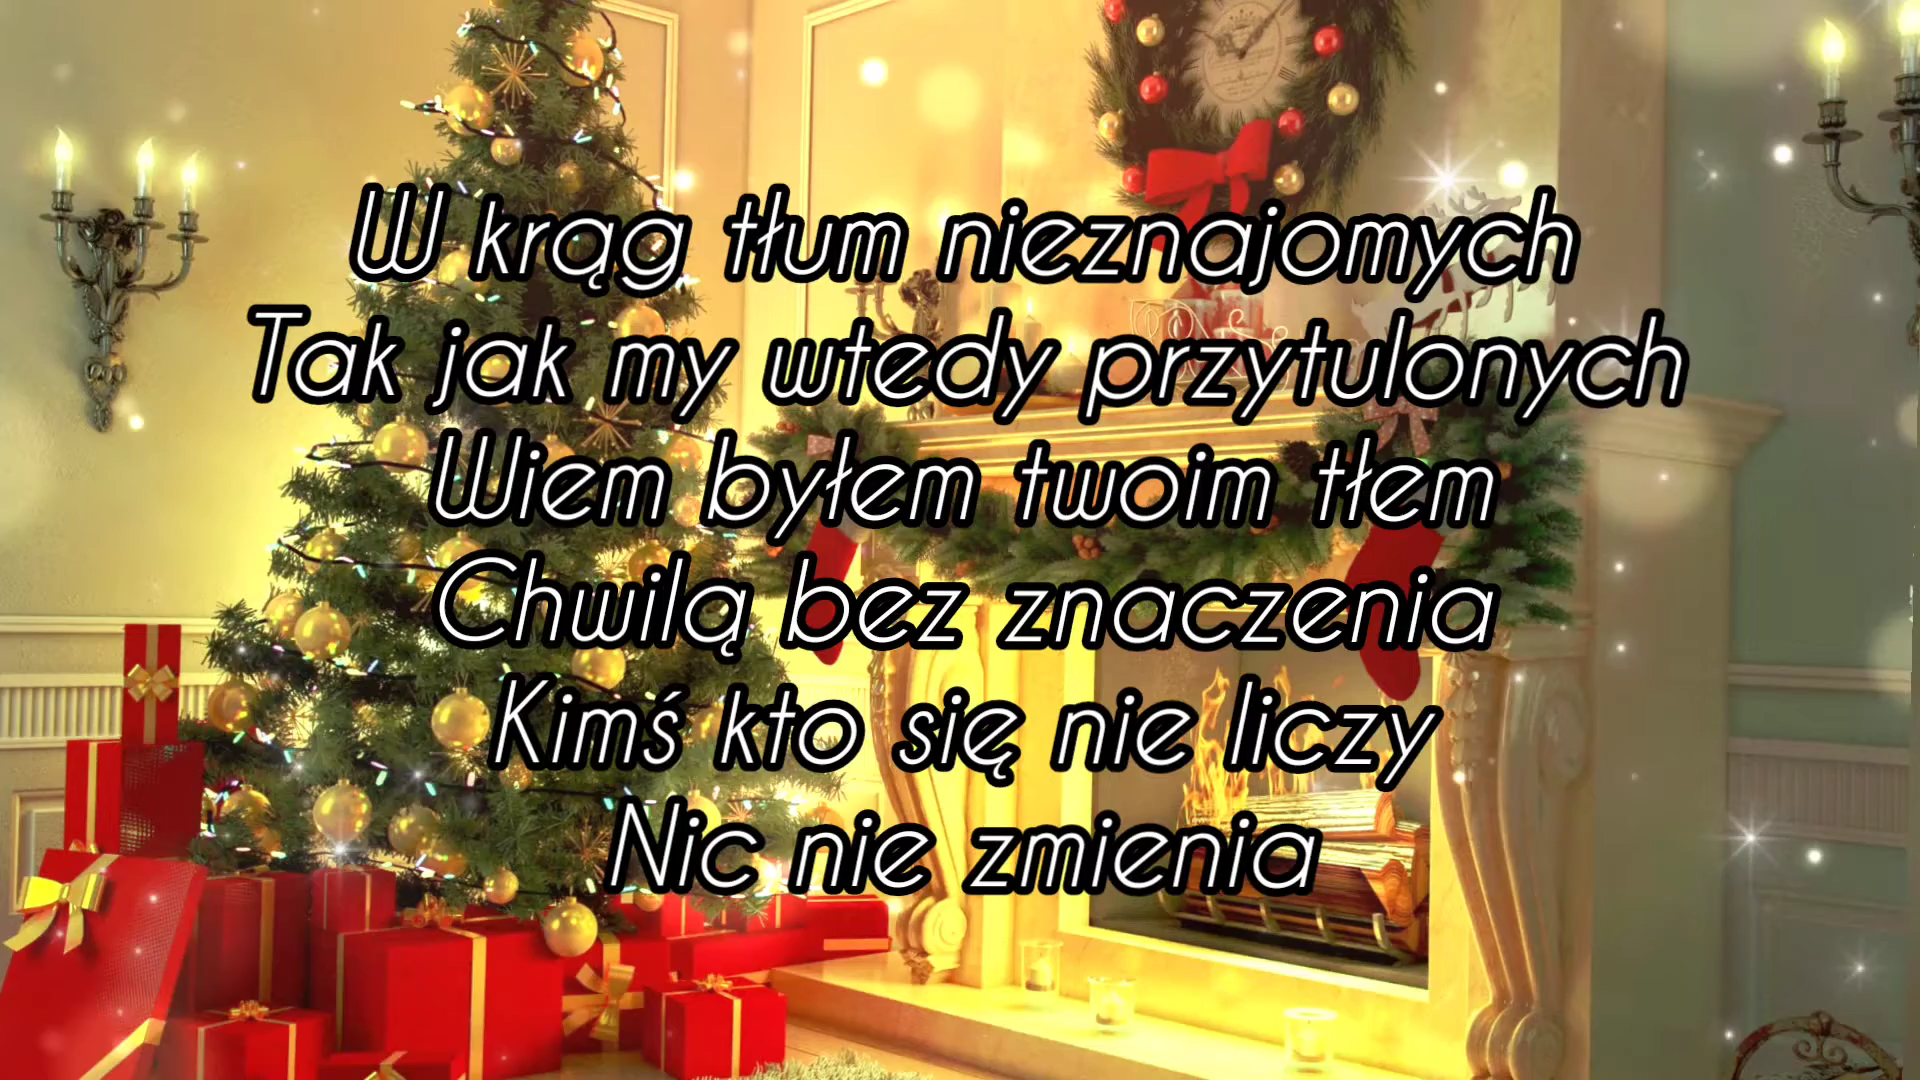 W krąg tłum nieznajomych
Tak jak my wtedy przytulonych
Wiem byłem twoim tłem
Chwilą bez znaczenia
Kimś kto się nie liczy
Nic nie zmienia